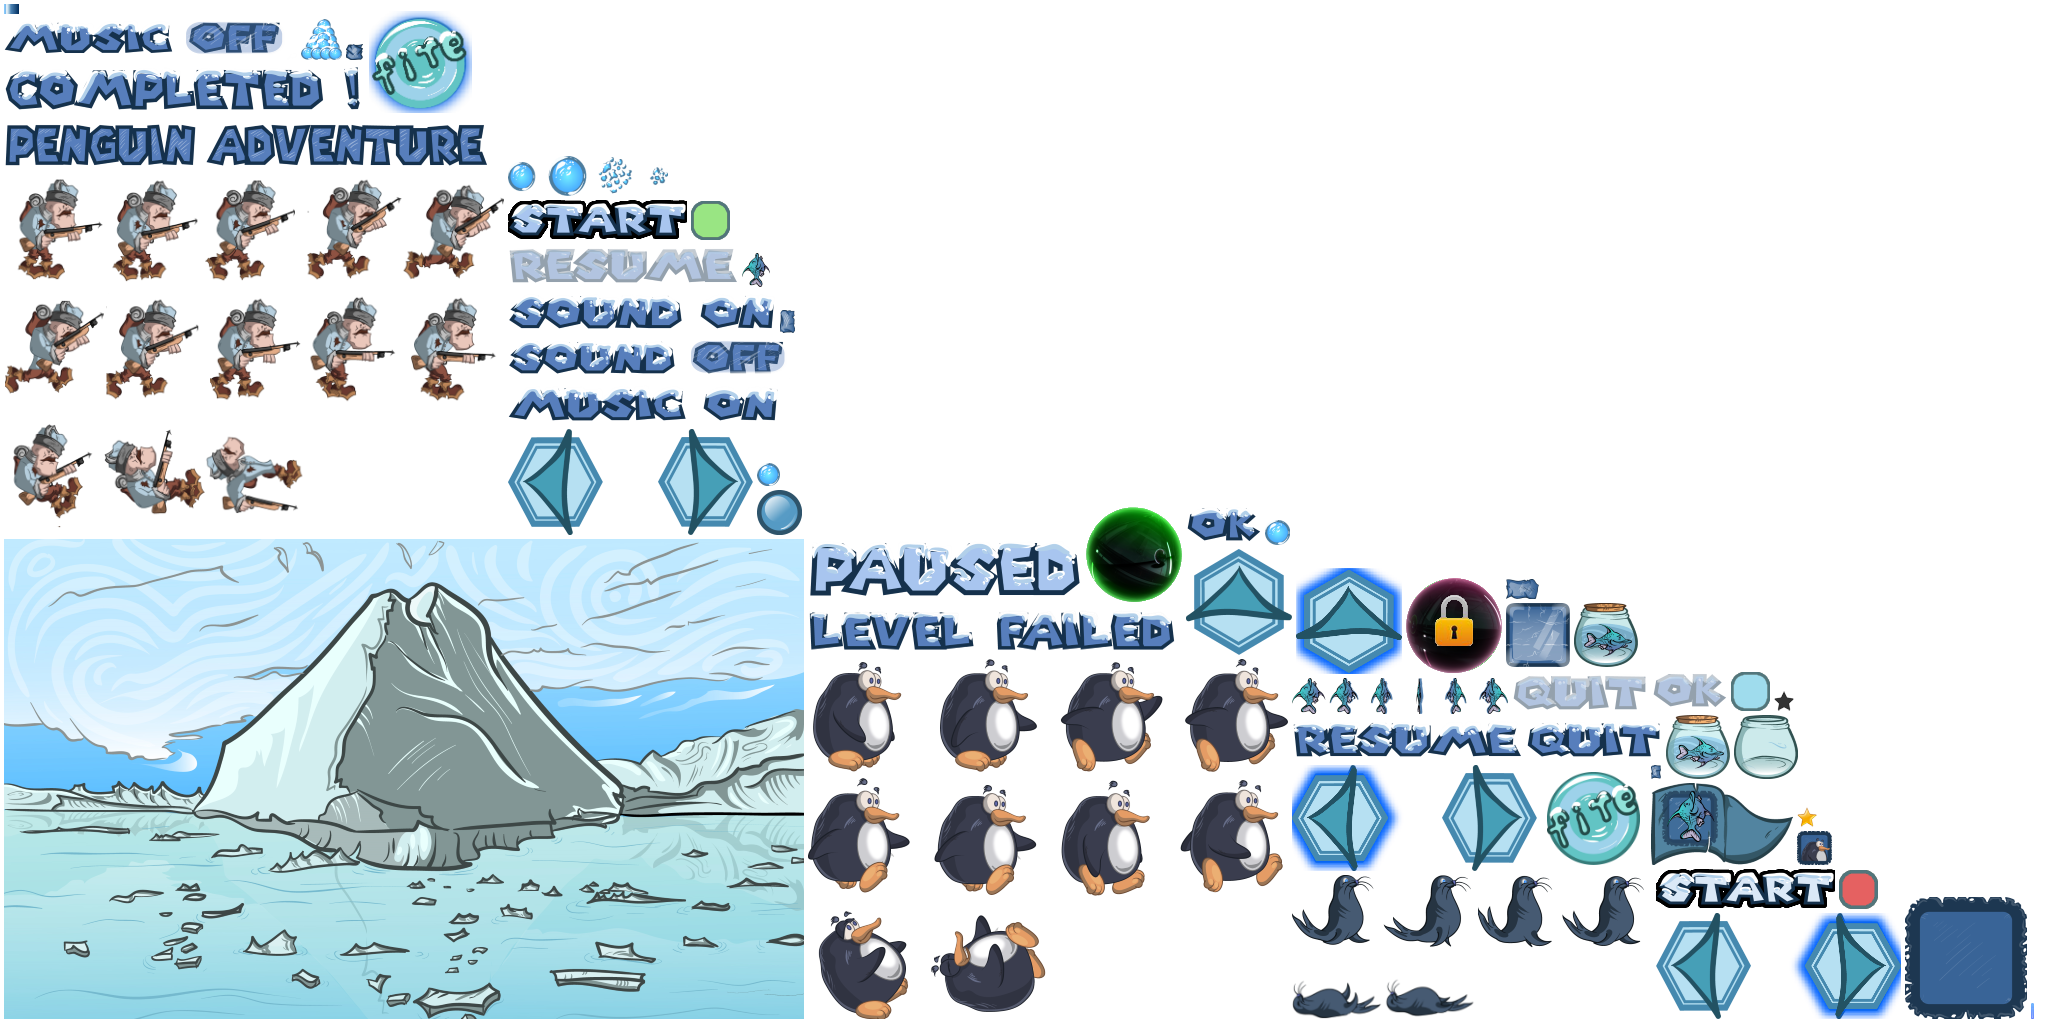 MUSIC OFF
fire
COMPLETED !
PENGUIN ADVENTURE
START
RESUME
SOUND ON
SOUND OFF
MUSIC ON
PAUSED
OK
LEVEL FAILED
QUIT OK
RESUME QUIT
fire
START